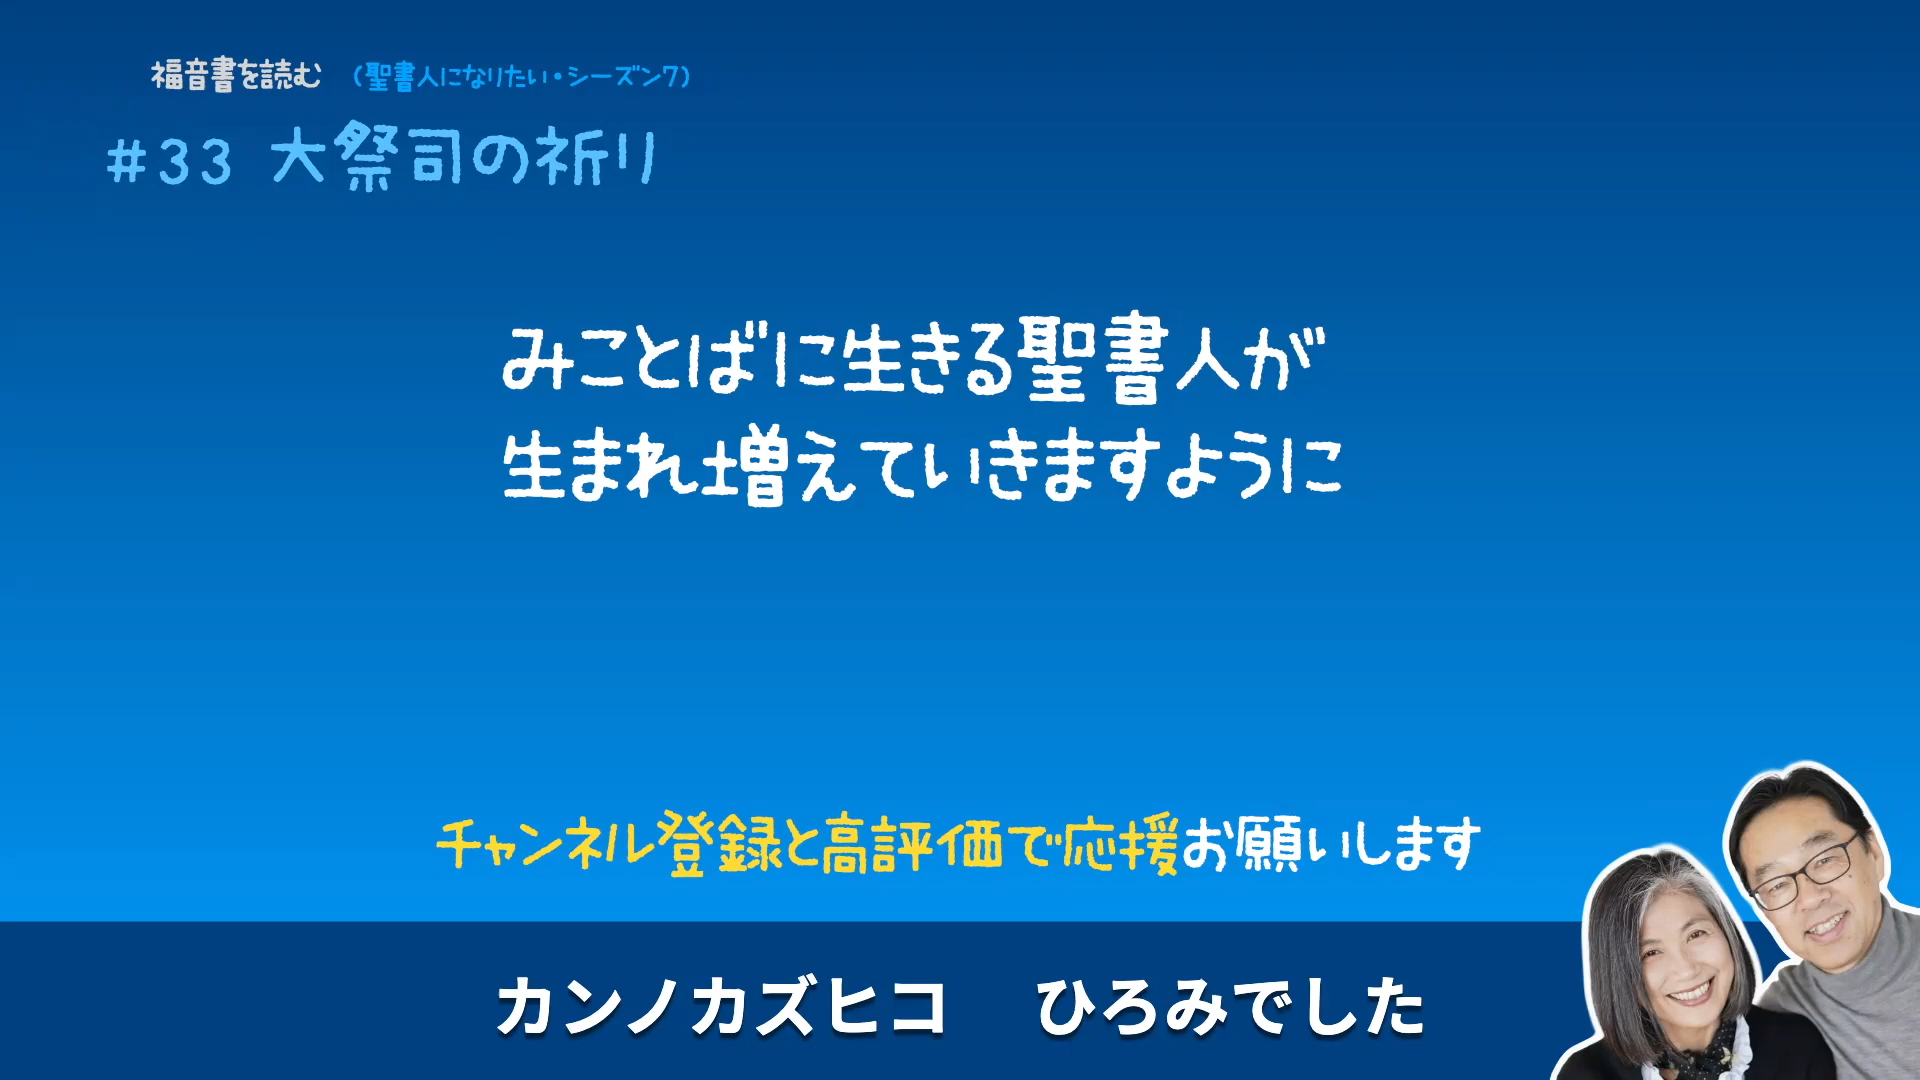 福音書を読む （聖書人になりたい・シーズン7）
#33 大祭司の祈り
みことばに生きる聖書人が
生まれ増えていきますように
チャンネル登録と高評価で応援お願いします
カンノカズヒコ　ひろみでした